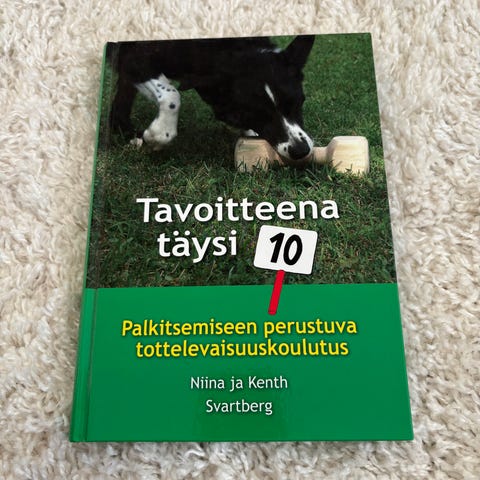 Tavoitteena
täysi 10
Palkitsemiseen perustuva
tottelevaisuuskoulutus
Niina ja Kenth
Svartberg